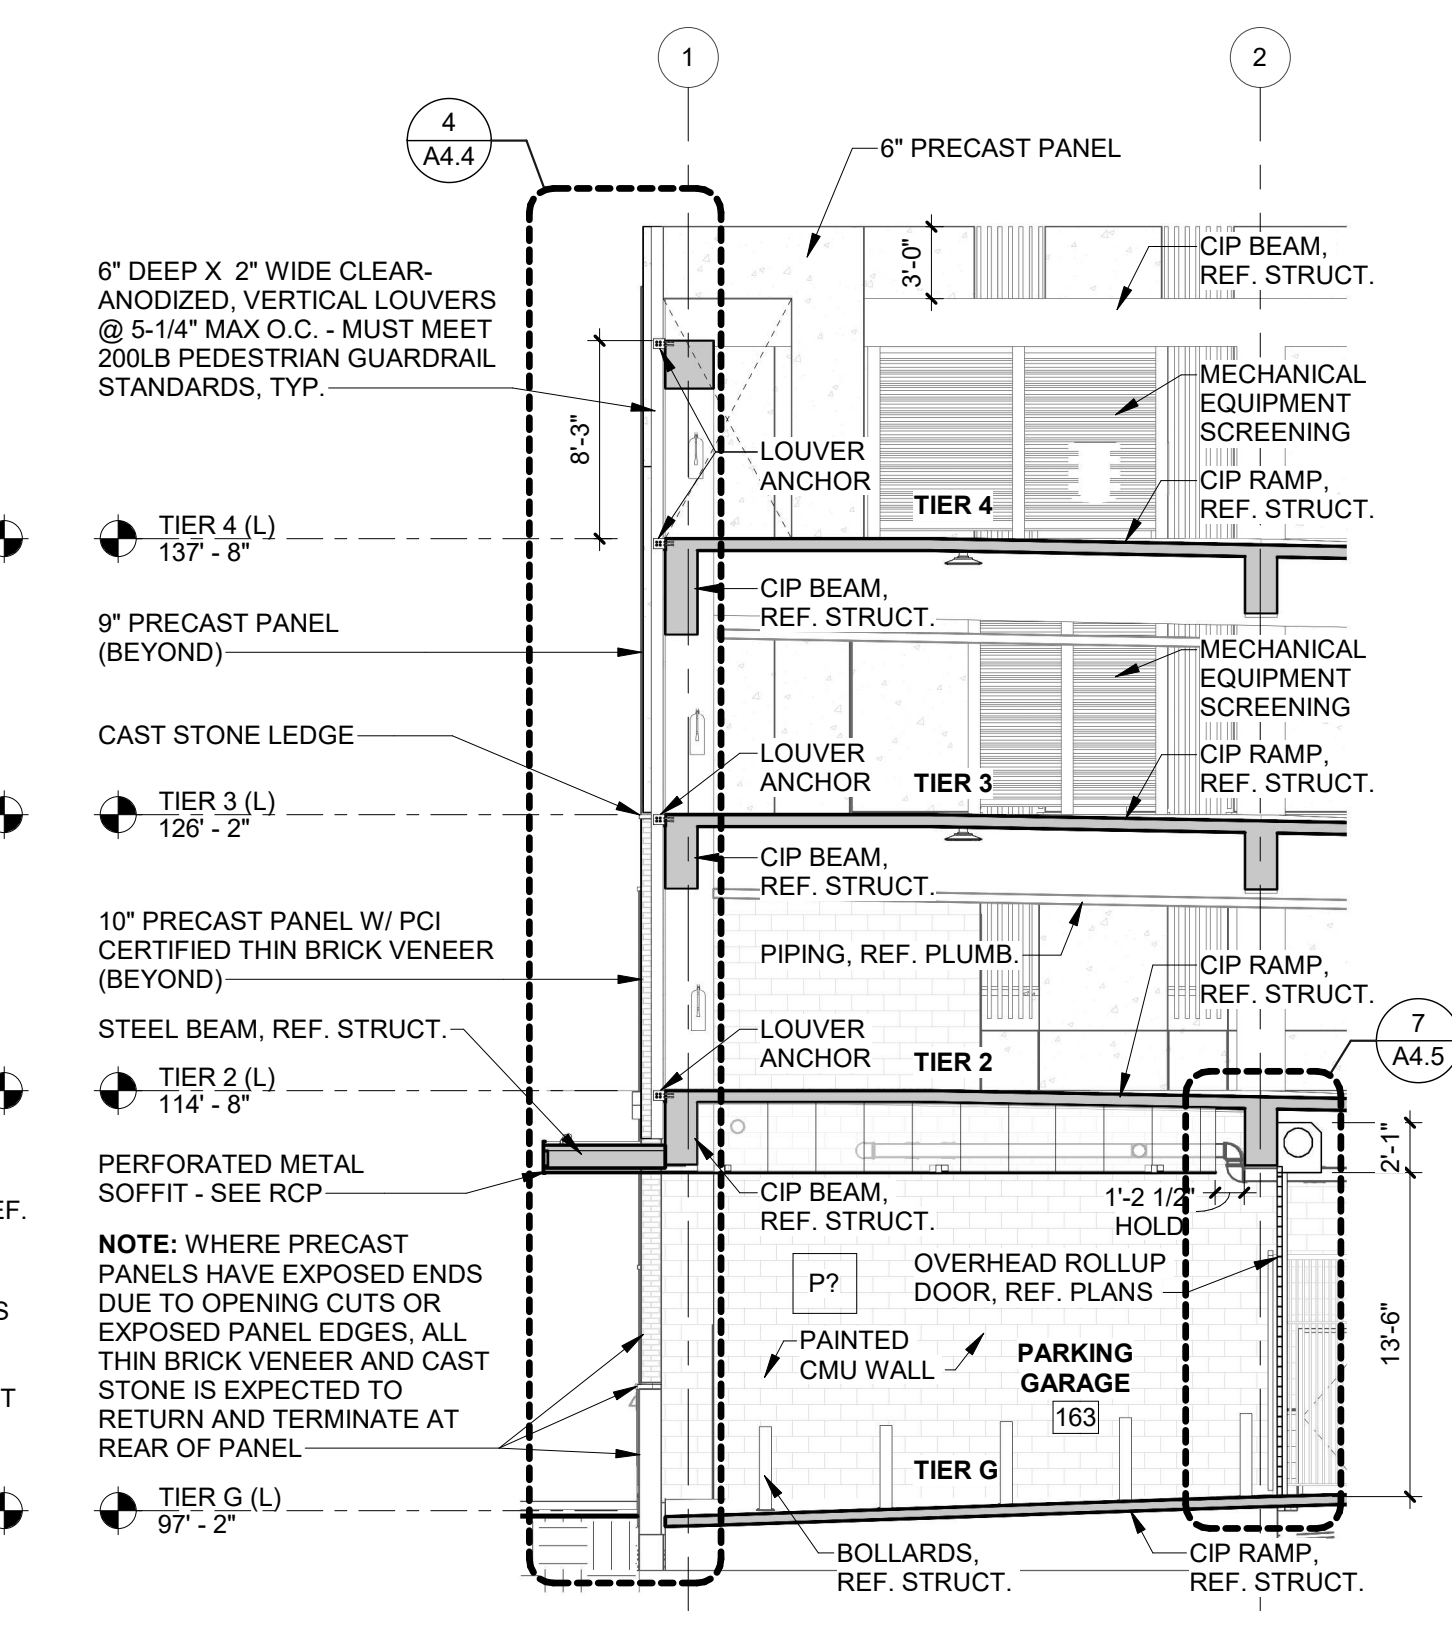 1
2
4
A4.4
6" PRECAST PANEL
3'-0"
CIP BEAM,
REF. STRUCT.
6" DEEP X  2" WIDE CLEAR-
ANODIZED, VERTICAL LOUVERS
@ 5-1/4" MAX O.C. - MUST MEET
200LB PEDESTRIAN GUARDRAIL
STANDARDS, TYP.
8'-3"
MECHANICAL
EQUIPMENT
SCREENING
LOUVER
ANCHOR
TIER 4
CIP RAMP,
REF. STRUCT.
TIER 4 (L)
137' - 8"
CIP BEAM,
REF. STRUCT.
9" PRECAST PANEL
(BEYOND)
MECHANICAL
EQUIPMENT
SCREENING
CAST STONE LEDGE
LOUVER
ANCHOR
TIER 3
CIP RAMP,
REF. STRUCT.
TIER 3 (L)
126' - 2"
CIP BEAM,
REF. STRUCT.
10" PRECAST PANEL W/ PCI
CERTIFIED THIN BRICK VENEER
(BEYOND)
PIPING, REF. PLUMB.
CIP RAMP,
REF. STRUCT.
STEEL BEAM, REF. STRUCT.
LOUVER
ANCHOR
TIER 2
7
A4.5
TIER 2 (L)
114' - 8"
2'-1"
PERFORATED METAL
SOFFIT - SEE RCP
CIP BEAM,
REF. STRUCT.
1'-2 1/2"
HOLD
EF.
NOTE: WHERE PRECAST
PANELS HAVE EXPOSED ENDS
DUE TO OPENING CUTS OR
EXPOSED PANEL EDGES, ALL
THIN BRICK VENEER AND CAST
STONE IS EXPECTED TO
RETURN AND TERMINATE AT
REAR OF PANEL
S
T
P?
OVERHEAD ROLLUP
DOOR, REF. PLANS
PAINTED
CMU WALL
PARKING
GARAGE
163
13'-6"
TIER G
TIER G (L)
97' - 2"
BOLLARDS,
REF. STRUCT.
CIP RAMP,
REF. STRUCT.